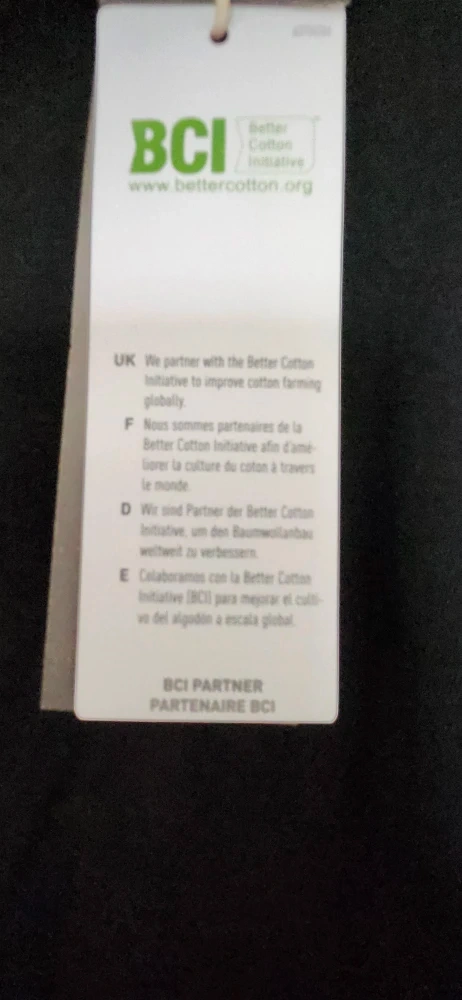 BCI Better
Cotton
Initiative
www.bettercotton.org
UK We partner with the Better Cotton
Initiative to improve cotton farming
globally.
F Nous sommes partenaires de la
Better Cotton Initiative afin d'amé-
liorer la culture du coton à travers
le monde.
D Wir sind Partner der Better Cotton
Initiative, um den Baumwollanbau
weltweit zu verbessern.
E Colaboramos con la Better Cotton
Initiative (BCI) para mejorar el culti-
vo del algodón a escala global.
BCI PARTNER
PARTENAIRE BCI